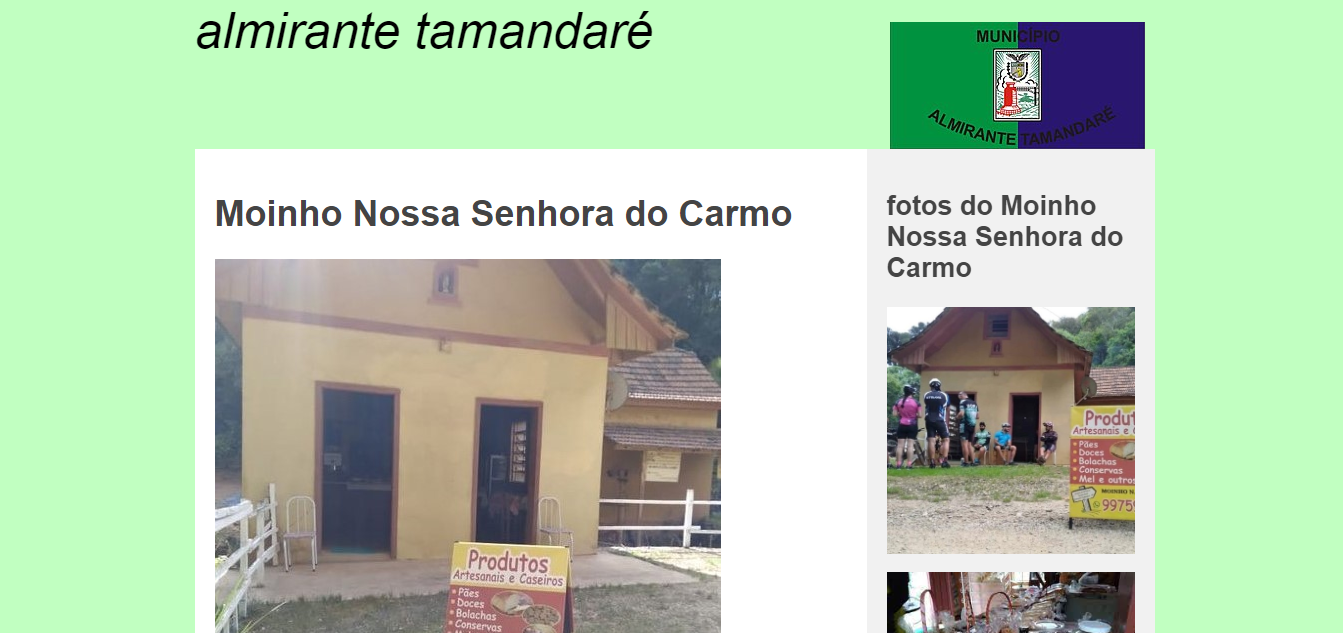 almirante tamandaré
MUNICÍPIO
ALMIRANTE TAMANDARÉ
Moinho Nossa Senhora do Carmo
Produtos
Artesanais e Caseiros
Pães
Doces
Bolachas
Conservas
fotos do Moinho
Nossa Senhora do
Carmo
Produt
Artesanais e C
Pães
Doces
Bolachas
Conservas
Mel e outros
MOINHO N
9975